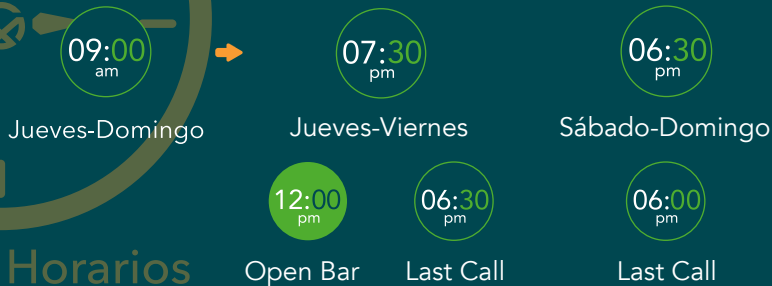 09:00 07:30 06:30
am pm pm
Jueves-Domingo Jueves-Viernes Sábado-Domingo
12:00 06:30 06:00
pm pm pm
Horarios Open Bar Last Call Last Call